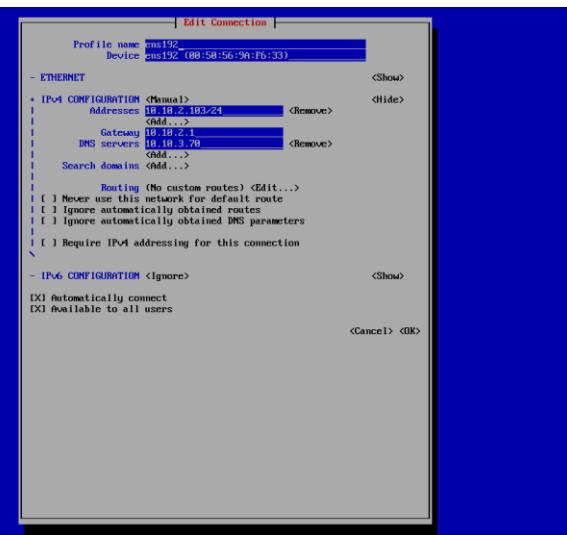 Edit Connection
Profile name ens192
Device ens192 (00:50:56:9A:F6:33)
- ETHERNET <Show>
IPv4 CONFIGURATION <Manual> <Hide>
Addresses 10.10.2.103/24 <Remove>
<Add...>
Gateway 10.10.2.1
DNS servers 10.10.3.70 <Remove>
<Add...>
Search domains <Add...>
Routing (No custom routes) <Edit...>
[ ] Never use this network for default route
[ ] Ignore automatically obtained routes
[ ] Ignore automatically obtained DNS parameters
[ ] Require IPv4 addressing for this connection
- IPv6 CONFIGURATION <Ignore> <Show>
[X] Automatically connect
[X] Available to all users
<Cancel> <OK>